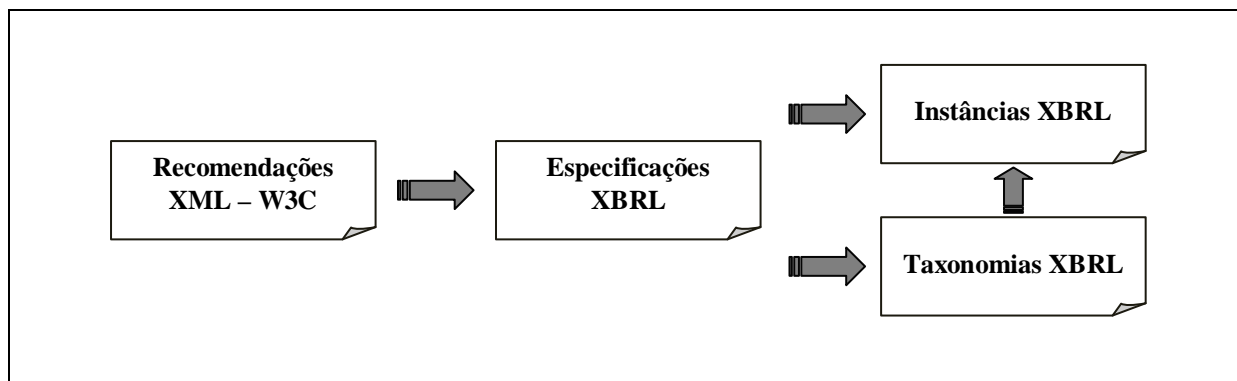 Recomendações
XML – W3C
Especificações
XBRL
Instâncias XBRL
Taxonomias XBRL